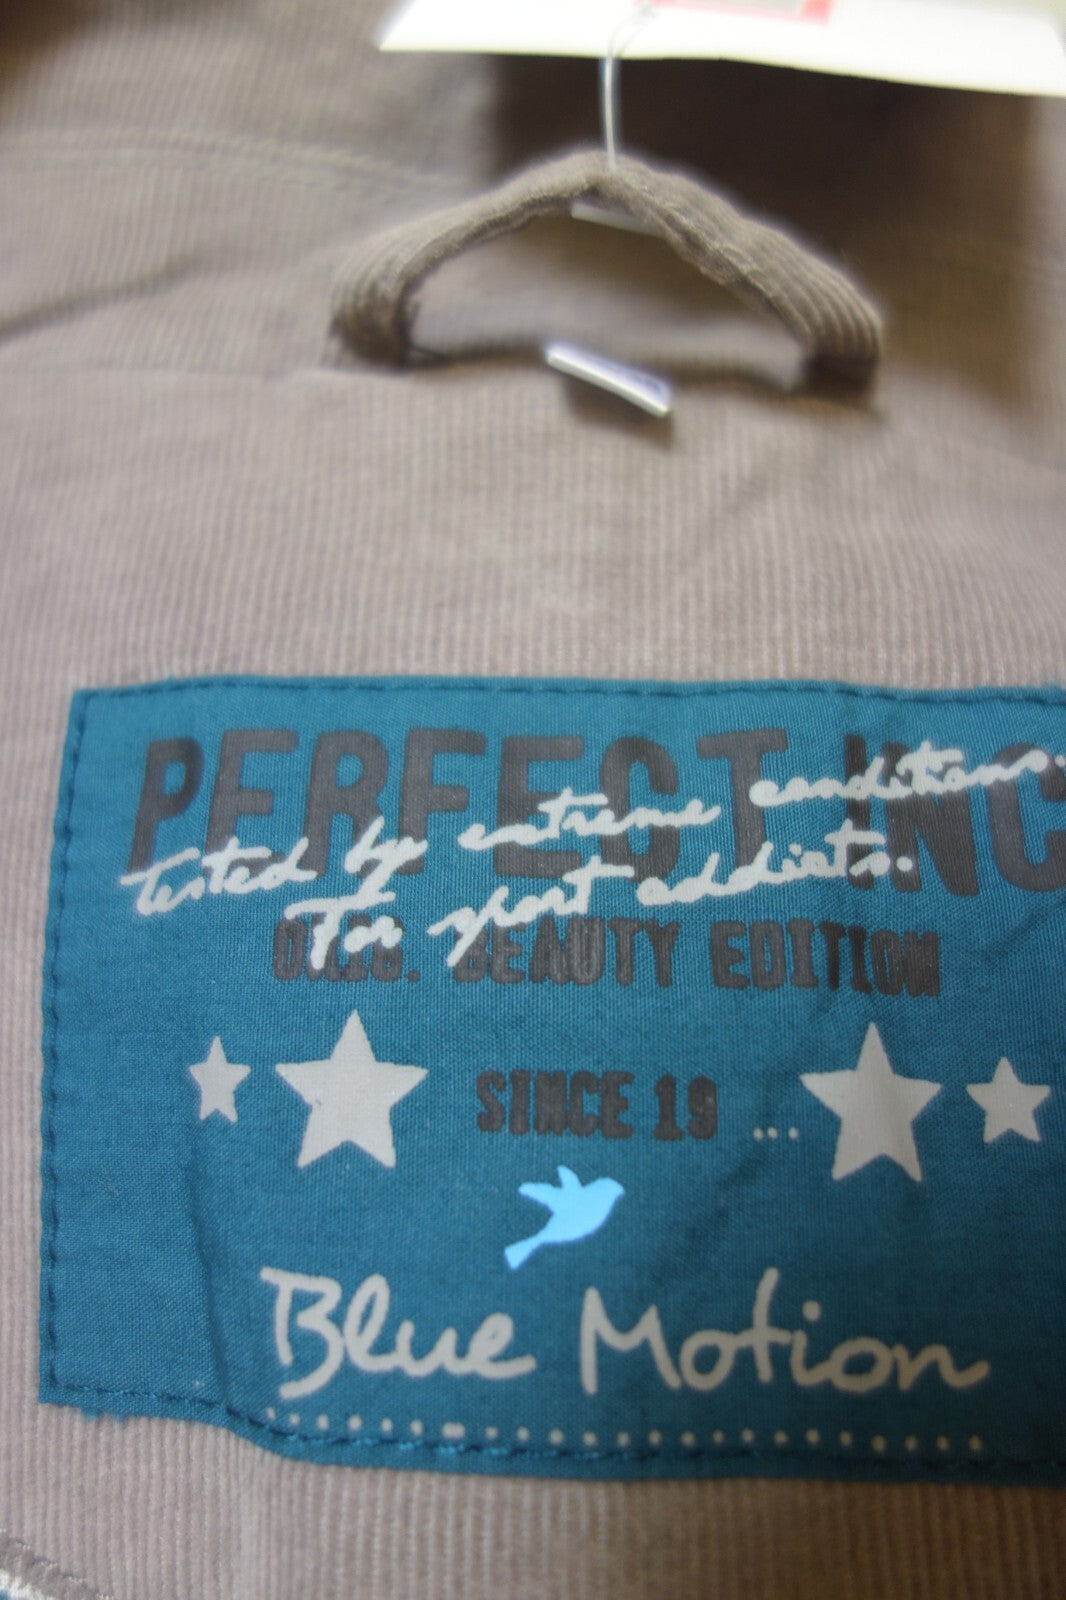 PERFECT INC
Tested by extreme conditions.
For sport addicts.
BEAUTY EDITION
SINCE 19 ...
Blue Motion